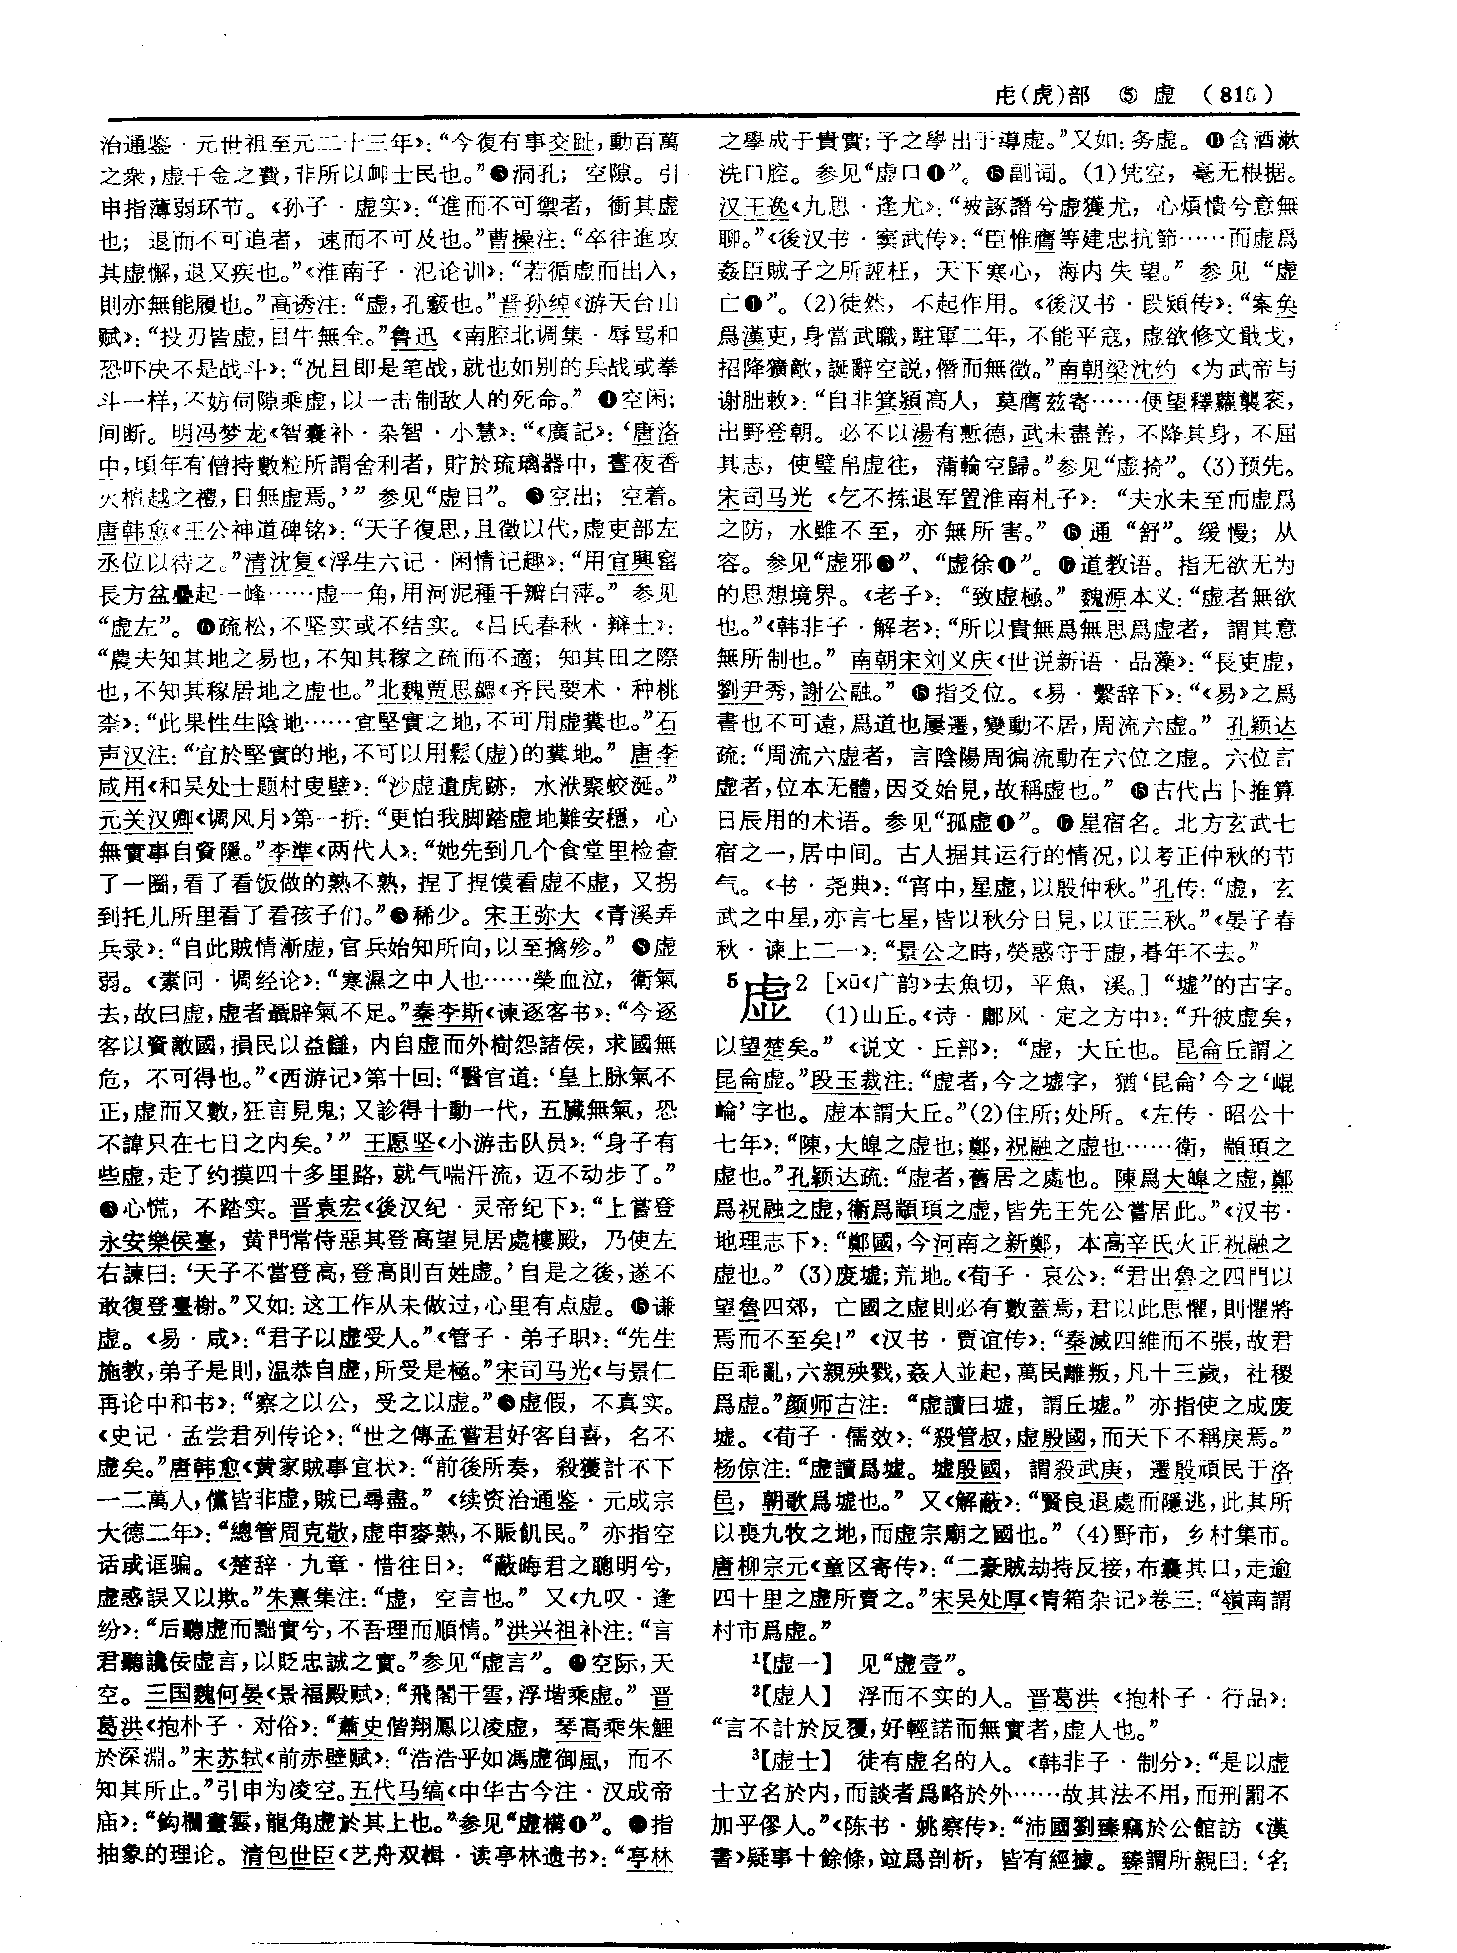 虍(虎)部 ⑤ 虚 (818)
治通鉴·元世祖至元二十三年》：“今復有事交趾，動百萬
之衆，虚千金之費，非所以衈士民也。”❸洞孔；空隙。引
申指薄弱环节。《孙子·虚实》：“進而不可禦者，衝其虚
也；退而不可追者，速而不可及也。”曹操注：“卒往進攻
其虚懈，退又疾也。”《淮南子·氾论训》：“若循虚而出入，
則亦無能履也。”高诱注：“虚，孔竅也。”晋孙绰《游天台山
赋》：“投刃皆虚，目牛無全。”鲁迅《南腔北调集·辱骂和
恐吓决不是战斗》：“况且即是笔战，就也如别的兵战或拳
斗一样，不妨伺隙乘虚，以一击制敌人的死命。”❹空闲；
间断。明冯梦龙《智囊补·杂智·小慧》：“《廣記》：‘唐洛
中，頃年有僧持數粒所謂舍利者，貯於琉璃器中，晝夜香
火檀越之禮，日無虚焉。’”参见“虚日”。❺空出；空着。
唐韩愈《王公神道碑铭》：“天子復思，且徵以代，虚吏部左
丞位以待之。”清沈复《浮生六记·闲情记趣》：“用宜興窑
長方盆疊起一峰……虚一角，用河泥種千瓣白萍。”参见
“虚左”。❻疏松，不坚实或不结实。《吕氏春秋·辩土》：
“農夫知其地之易也，不知其稼之疏而不適；知其田之際
也，不知其稼居地之虚也。”北魏贾思勰《齐民要术·种桃
柰》：“此果性生陰地……宜堅實之地，不可用虚糞也。”石
声汉注：“宜於堅實的地，不可以用鬆(虚)的糞地。”唐李
咸用《和吴处士题村叟壁》：“沙虚遺虎跡，水洑聚蛟涎。”
元关汉卿《调风月》第一折：“更怕我脚踏虚地難安穩，心
無實事自資隱。”李準《两代人》：“她先到几个食堂里检查
了一圈，看了看饭做的熟不熟，捏了捏馍看虚不虚，又拐
到托儿所里看了看孩子们。”❼稀少。宋王弥大《青溪弄
兵录》：“自此賊情漸虚，官兵始知所向，以至擒殄。”❽虚
弱。《素问·调经论》：“寒濕之中人也……榮血泣，衛氣
去，故曰虚，虚者聶辟氣不足。”秦李斯《谏逐客书》：“今逐
客以資敵國，損民以益讎，内自虚而外樹怨諸侯，求國無
危，不可得也。”《西游记》第十回：“醫官道：‘皇上脉氣不
正，虚而又數，狂言見鬼；又診得十動一代，五臟無氣，恐
不諱只在七日之内矣。’”王愿坚《小游击队员》：“身子有
些虚，走了约摸四十多里路，就气喘汗流，迈不动步了。”
❾心慌，不踏实。晋袁宏《後汉纪·灵帝纪下》：“上嘗登
永安樂侯臺，黄門常侍惡其登高望見居處樓殿，乃使左
右諫曰：‘天子不當登高，登高則百姓虚。’自是之後，遂不
敢復登臺榭。”又如：这工作从未做过，心里有点虚。❿谦
虚。《易·咸》：“君子以虚受人。”《管子·弟子职》：“先生
施教，弟子是則，温恭自虚，所受是極。”宋司马光《与景仁
再论中和书》：“察之以公，受之以虚。”⓫虚假，不真实。
《史记·孟尝君列传论》：“世之傳孟嘗君好客自喜，名不
虚矣。”唐韩愈《黄家賊事宜状》：“前後所奏，殺獲計不下
一二萬人，儻皆非虚，賊已尋盡。”《续资治通鉴·元成宗
大德二年》：“總管周克敬，虚申麥熟，不賑飢民。”亦指空
话或诓骗。《楚辞·九章·惜往日》：“蔽晦君之聰明兮，
虚惑誤又以欺。”朱熹集注：“虚，空言也。”又《九叹·逢
纷》：“后聽虚而黜實兮，不吾理而順情。”洪兴祖补注：“言
君聽讒佞虚言，以貶忠誠之實。”参见“虚言”。⓬空际，天
空。三国魏何晏《景福殿赋》：“飛閣干雲，浮堦乘虚。”晋
葛洪《抱朴子·对俗》：“蕭史偕翔鳳以凌虚，琴高乘朱鯉
於深淵。”宋苏轼《前赤壁赋》：“浩浩乎如馮虚御風，而不
知其所止。”引申为凌空。五代马缟《中华古今注·汉成帝
庙》：“鈎欄畫雲，龍角虚於其上也。”参见“虚構❶”。⓭指
抽象的理论。清包世臣《艺舟双楫·读亭林遗书》：“亭林
之學成于貴實；予之學出于導虚。”又如：务虚。⓮含酒漱
洗口腔。参见“虚口❶”。⓯副词。(1)凭空，毫无根据。
汉王逸《九思·逢尤》：“被諑譖兮虚獲尤，心煩憒兮意無
聊。”《後汉书·窦武传》：“臣惟膺等建忠抗節……而虚爲
姦臣賊子之所誣枉，天下寒心，海内失望。”参见“虚
亡❶”。(2)徒然，不起作用。《後汉书·段颎传》：“案奂
爲漢吏，身當武職，駐軍二年，不能平寇，虚欲修文戢戈，
招降獷敵，誕辭空説，僭而無徵。”南朝梁沈约《为武帝与
谢朏敕》：“自非箕潁高人，莫膺兹寄……便望釋蘿襲衮，
出野登朝。必不以湯有慙德，武未盡善，不降其身，不屈
其志，使璧帛虚往，蒲輪空歸。”参见“虚掎”。(3)预先。
宋司马光《乞不拣退军置淮南札子》：“夫水未至而虚爲
之防，水雖不至，亦無所害。”⓰通“舒”。缓慢；从
容。参见“虚邪❸”、“虚徐❶”。⓱道教语。指无欲无为
的思想境界。《老子》：“致虚極。”魏源本义：“虚者無欲
也。”《韩非子·解老》：“所以貴無爲無思爲虚者，謂其意
無所制也。”南朝宋刘义庆《世说新语·品藻》：“長史虚，
劉尹秀，謝公融。”⓲指爻位。《易·繫辞下》：“《易》之爲
書也不可遠，爲道也屢遷，變動不居，周流六虚。”孔颖达
疏：“周流六虚者，言陰陽周徧流動在六位之虚。六位言
虚者，位本无體，因爻始見，故稱虚也。”⓳古代占卜推算
日辰用的术语。参见“孤虚❶”。⓴星宿名。北方玄武七
宿之一，居中间。古人据其运行的情况，以考正仲秋的节
气。《书·尧典》：“宵中，星虚，以殷仲秋。”孔传：“虚，玄
武之中星，亦言七星，皆以秋分日見，以正三秋。”《晏子春
秋·谏上二一》：“景公之時，熒惑守于虚，朞年不去。”
5虚2 [xū《广韵》去魚切，平魚，溪。]“墟”的古字。
(1)山丘。《诗·鄘风·定之方中》：“升彼虚矣，
以望楚矣。”《说文·丘部》：“虚，大丘也。昆侖丘謂之
昆侖虚。”段玉裁注：“虚者，今之墟字，猶‘昆侖’今之‘崐
崘’字也。虚本謂大丘。”(2)住所；处所。《左传·昭公十
七年》：“陳，大皞之虚也；鄭，祝融之虚也……衛，顓頊之
虚也。”孔颖达疏：“虚者，舊居之處也。陳爲大皞之虚，鄭
爲祝融之虚，衛爲顓頊之虚，皆先王先公嘗居此。”《汉书·
地理志下》：“鄭國，今河南之新鄭，本高辛氏火正祝融之
虚也。”(3)废墟；荒地。《荀子·哀公》：“君出魯之四門以
望魯四郊，亡國之虚則必有數蓋焉，君以此思懼，則懼將
焉而不至矣！”《汉书·贾谊传》：“秦滅四維而不張，故君
臣乖亂，六親殃戮，姦人並起，萬民離叛，凡十三歲，社稷
爲虚。”颜师古注：“虚讀曰墟，謂丘墟。”亦指使之成废
墟。《荀子·儒效》：“殺管叔，虚殷國，而天下不稱戾焉。”
杨倞注：“虚讀爲墟。墟殷國，謂殺武庚，遷殷頑民于洛
邑，朝歌爲墟也。”又《解蔽》：“賢良退處而隱逃，此其所
以喪九牧之地，而虚宗廟之國也。”(4)野市，乡村集市。
唐柳宗元《童区寄传》：“二豪賊劫持反接，布囊其口，走逾
四十里之虚所賣之。”宋吴处厚《青箱杂记》卷三：“嶺南謂
村市爲虚。”
1【虚一】 见“虚壹”。
2【虚人】 浮而不实的人。晋葛洪《抱朴子·行品》：
“言不計於反覆，好輕諾而無實者，虚人也。”
3【虚士】 徒有虚名的人。《韩非子·制分》：“是以虚
士立名於内，而談者爲略於外……故其法不用，而刑罰不
加乎僇人。”《陈书·姚察传》：“沛國劉臻竊於公館訪《漢
書》疑事十餘條，竝爲剖析，皆有經據。臻謂所親曰：‘名